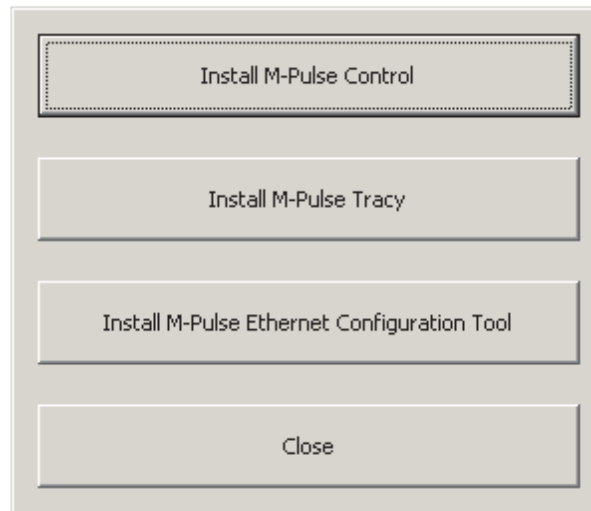 Install M-Pulse Control
Install M-Pulse Tracy
Install M-Pulse Ethernet Configuration Tool
Close